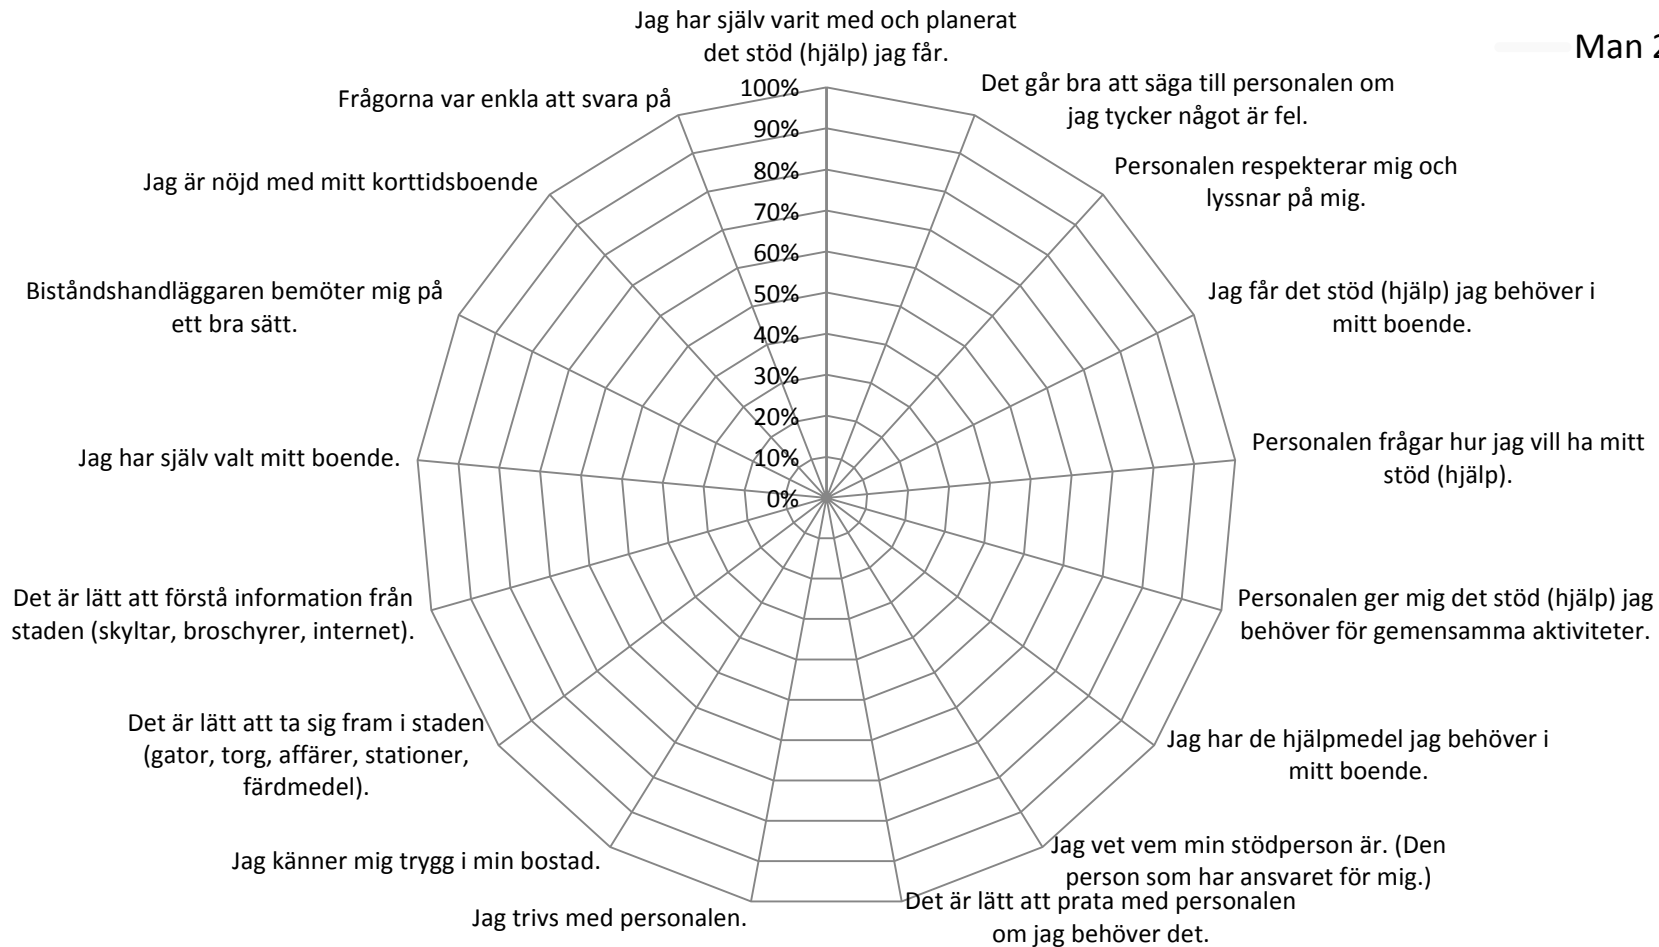 Jag har själv varit med och planerat
det stöd (hjälp) jag får.
Man 2
Det går bra att säga till personalen om
jag tycker något är fel.
Personalen respekterar mig och
lyssnar på mig.
Jag får det stöd (hjälp) jag behöver i
mitt boende.
Personalen frågar hur jag vill ha mitt
stöd (hjälp).
Personalen ger mig det stöd (hjälp) jag
behöver för gemensamma aktiviteter.
Jag har de hjälpmedel jag behöver i
mitt boende.
Jag vet vem min stödperson är. (Den
person som har ansvaret för mig.)
Det är lätt att prata med personalen
om jag behöver det.
Jag trivs med personalen.
Jag känner mig trygg i min bostad.
Det är lätt att ta sig fram i staden
(gator, torg, affärer, stationer,
färdmedel).
Det är lätt att förstå information från
staden (skyltar, broschyrer, internet).
Jag har själv valt mitt boende.
Biståndshandläggaren bemöter mig på
ett bra sätt.
Jag är nöjd med mitt korttidsboende
Frågorna var enkla att svara på
100%
90%
80%
70%
60%
50%
40%
30%
20%
10%
0%